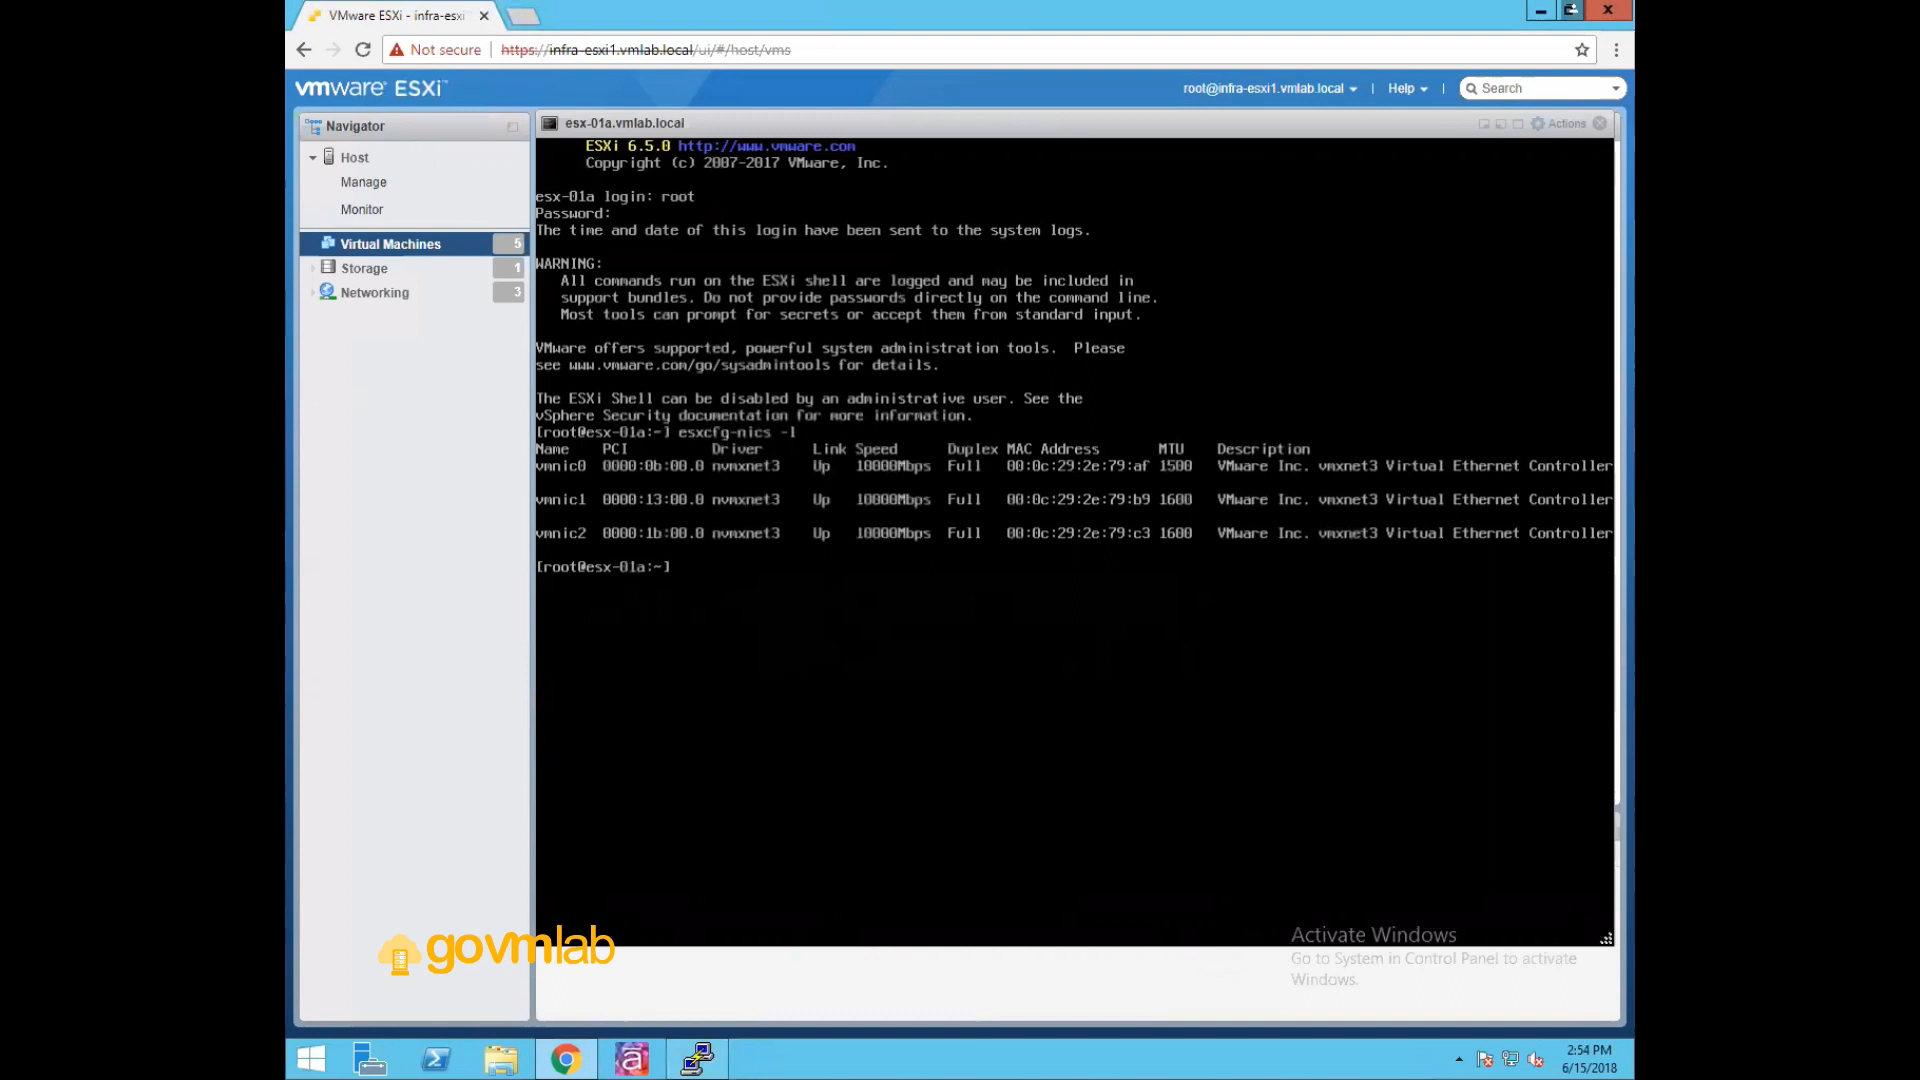 VMware ESXi - infra-esxi
Not secure | https://infra-esxi1.vmlab.local/ui/#/host/vms
vmware ESXi™
root@infra-esxi1.vmlab.local | Help | Search
Navigator
Host
Manage
Monitor
Virtual Machines 5
Storage 1
Networking 3
esx-01a.vmlab.local
Actions
ESXi 6.5.0 http://www.vmware.com
Copyright (c) 2007-2017 VMware, Inc.
esx-01a login: root
Password:
The time and date of this login have been sent to the system logs.
WARNING:
All commands run on the ESXi shell are logged and may be included in
support bundles. Do not provide passwords directly on the command line.
Most tools can prompt for secrets or accept them from standard input.
VMware offers supported, powerful system administration tools.  Please
see www.vmware.com/go/sysadmintools for details.
The ESXi Shell can be disabled by an administrative user. See the
vSphere Security documentation for more information.
[root@esx-01a:~] esxcfg-nics -l
Name PCI Driver Link Speed Duplex MAC Address MTU Description
vmnic0 0000:0b:00.0 nvmxnet3 Up 10000Mbps Full 00:0c:29:2e:79:af 1500 VMware Inc. vmxnet3 Virtual Ethernet Controller
vmnic1 0000:13:00.0 nvmxnet3 Up 10000Mbps Full 00:0c:29:2e:79:b9 1600 VMware Inc. vmxnet3 Virtual Ethernet Controller
vmnic2 0000:1b:00.0 nvmxnet3 Up 10000Mbps Full 00:0c:29:2e:79:c3 1600 VMware Inc. vmxnet3 Virtual Ethernet Controller
[root@esx-01a:~]
govmlab
Activate Windows
Go to System in Control Panel to activate
Windows.
2:54 PM
6/15/2018